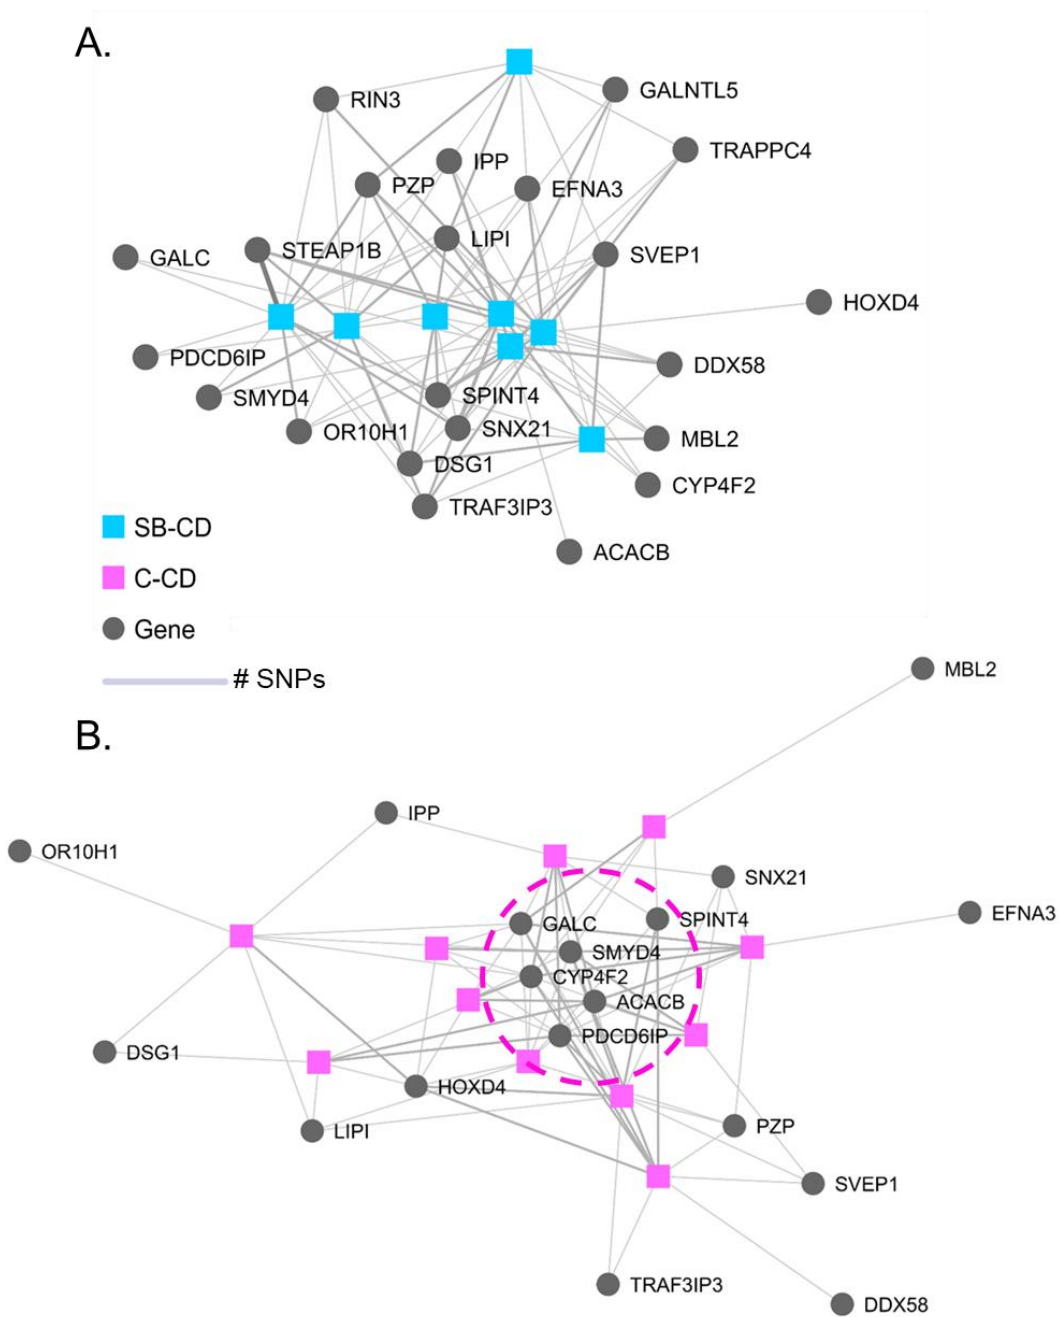 A.
RIN3
GALNTL5
TRAPPC4
IPP
PZP
EFNA3
LIPI
STEAP1B
SVEP1
GALC
HOXD4
PDCD6IP
DDX58
SMYD4
SPINT4
OR10H1
SNX21
MBL2
DSG1
CYP4F2
TRAF3IP3
ACACB
SB-CD
C-CD
Gene
# SNPs
B.
MBL2
IPP
OR10H1
SNX21
EFNA3
GALC
SPINT4
SMYD4
CYP4F2
ACACB
PDCD6IP
DSG1
HOXD4
LIPI
PZP
SVEP1
TRAF3IP3
DDX58